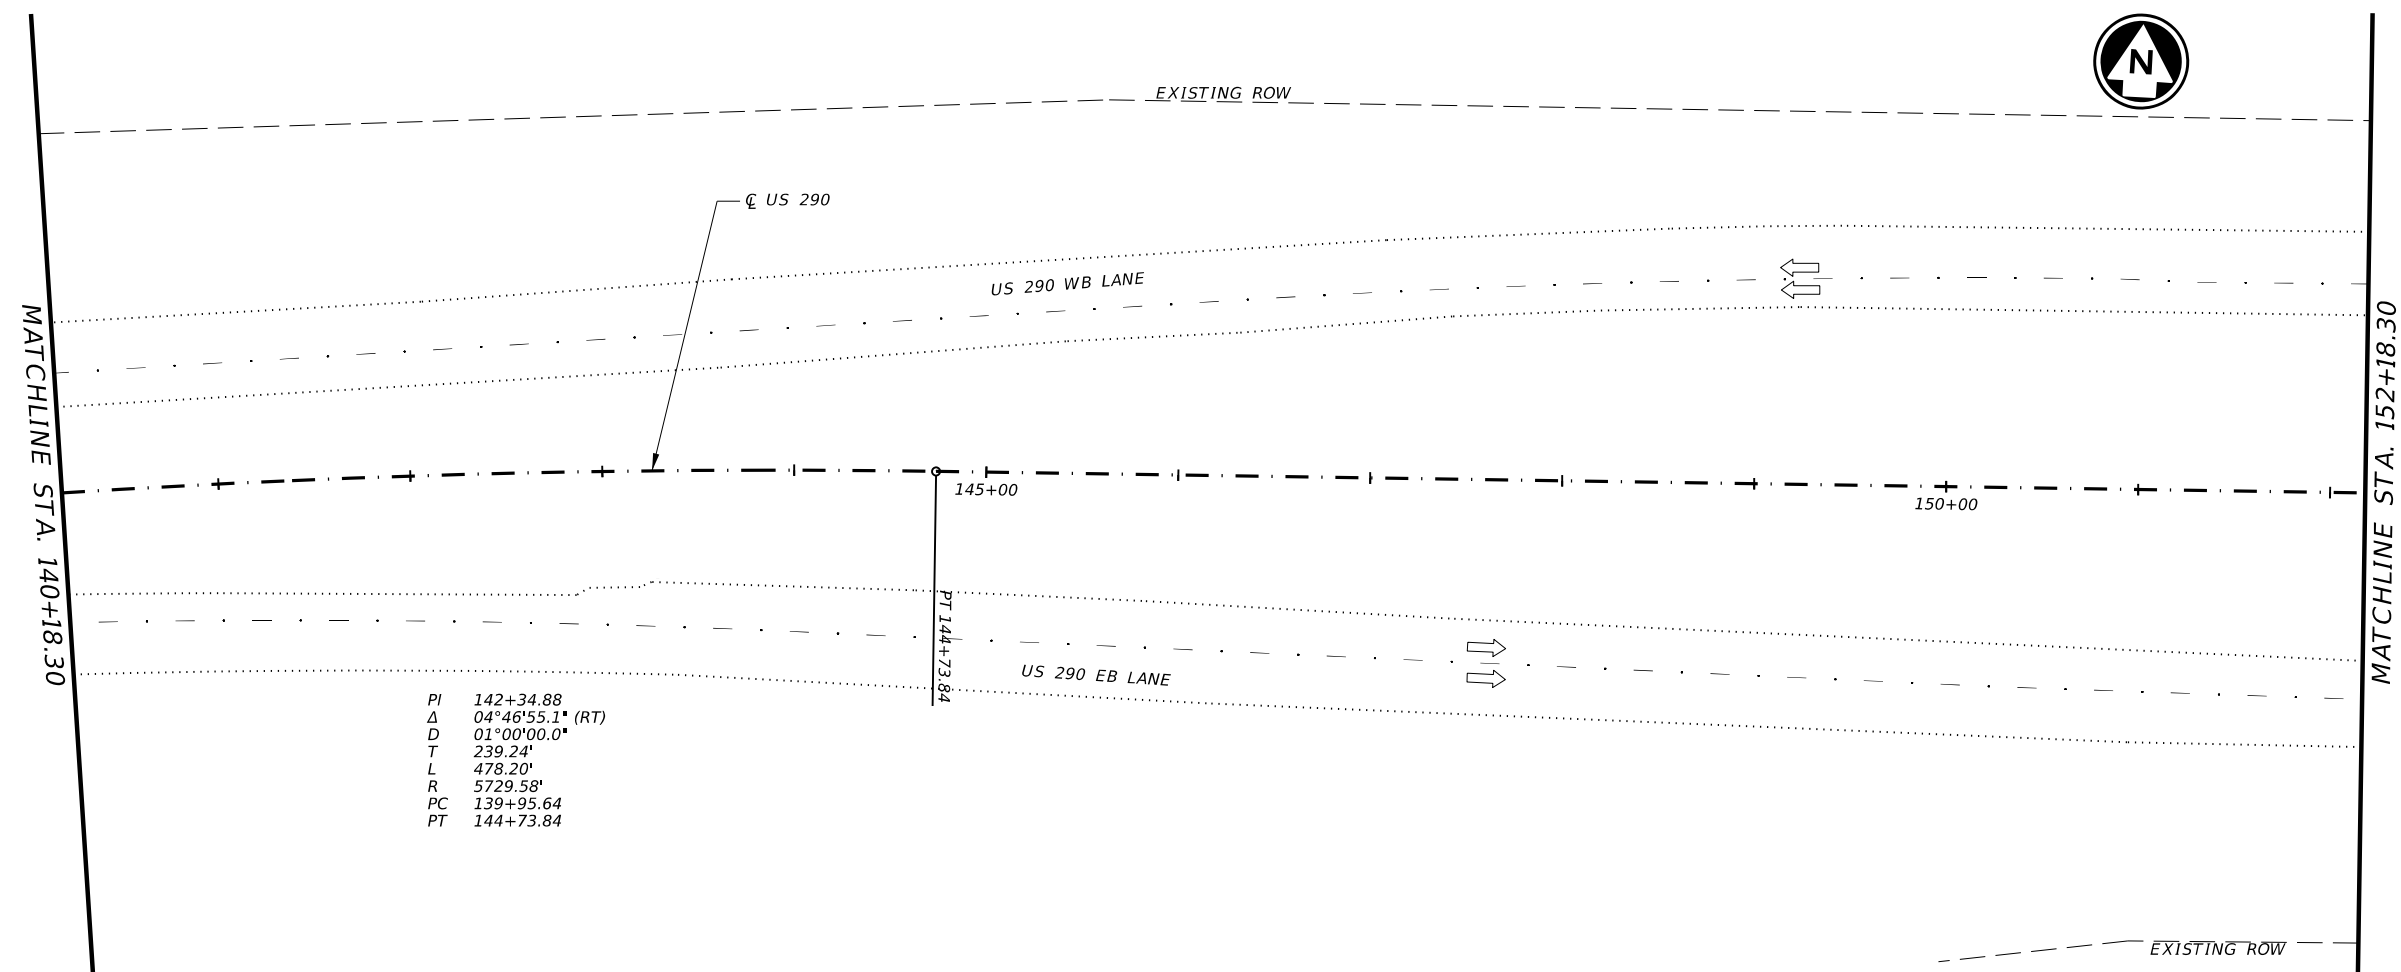 N
EXISTING ROW
℄ US 290
US 290 WB LANE
MATCHLINE STA. 140+18.30
MATCHLINE STA. 152+18.30
145+00
150+00
PT 144+73.84
US 290 EB LANE
PI 142+34.88
Δ 04°46'55.1" (RT)
D 01°00'00.0"
T 239.24'
L 478.20'
R 5729.58'
PC 139+95.64
PT 144+73.84
EXISTING ROW